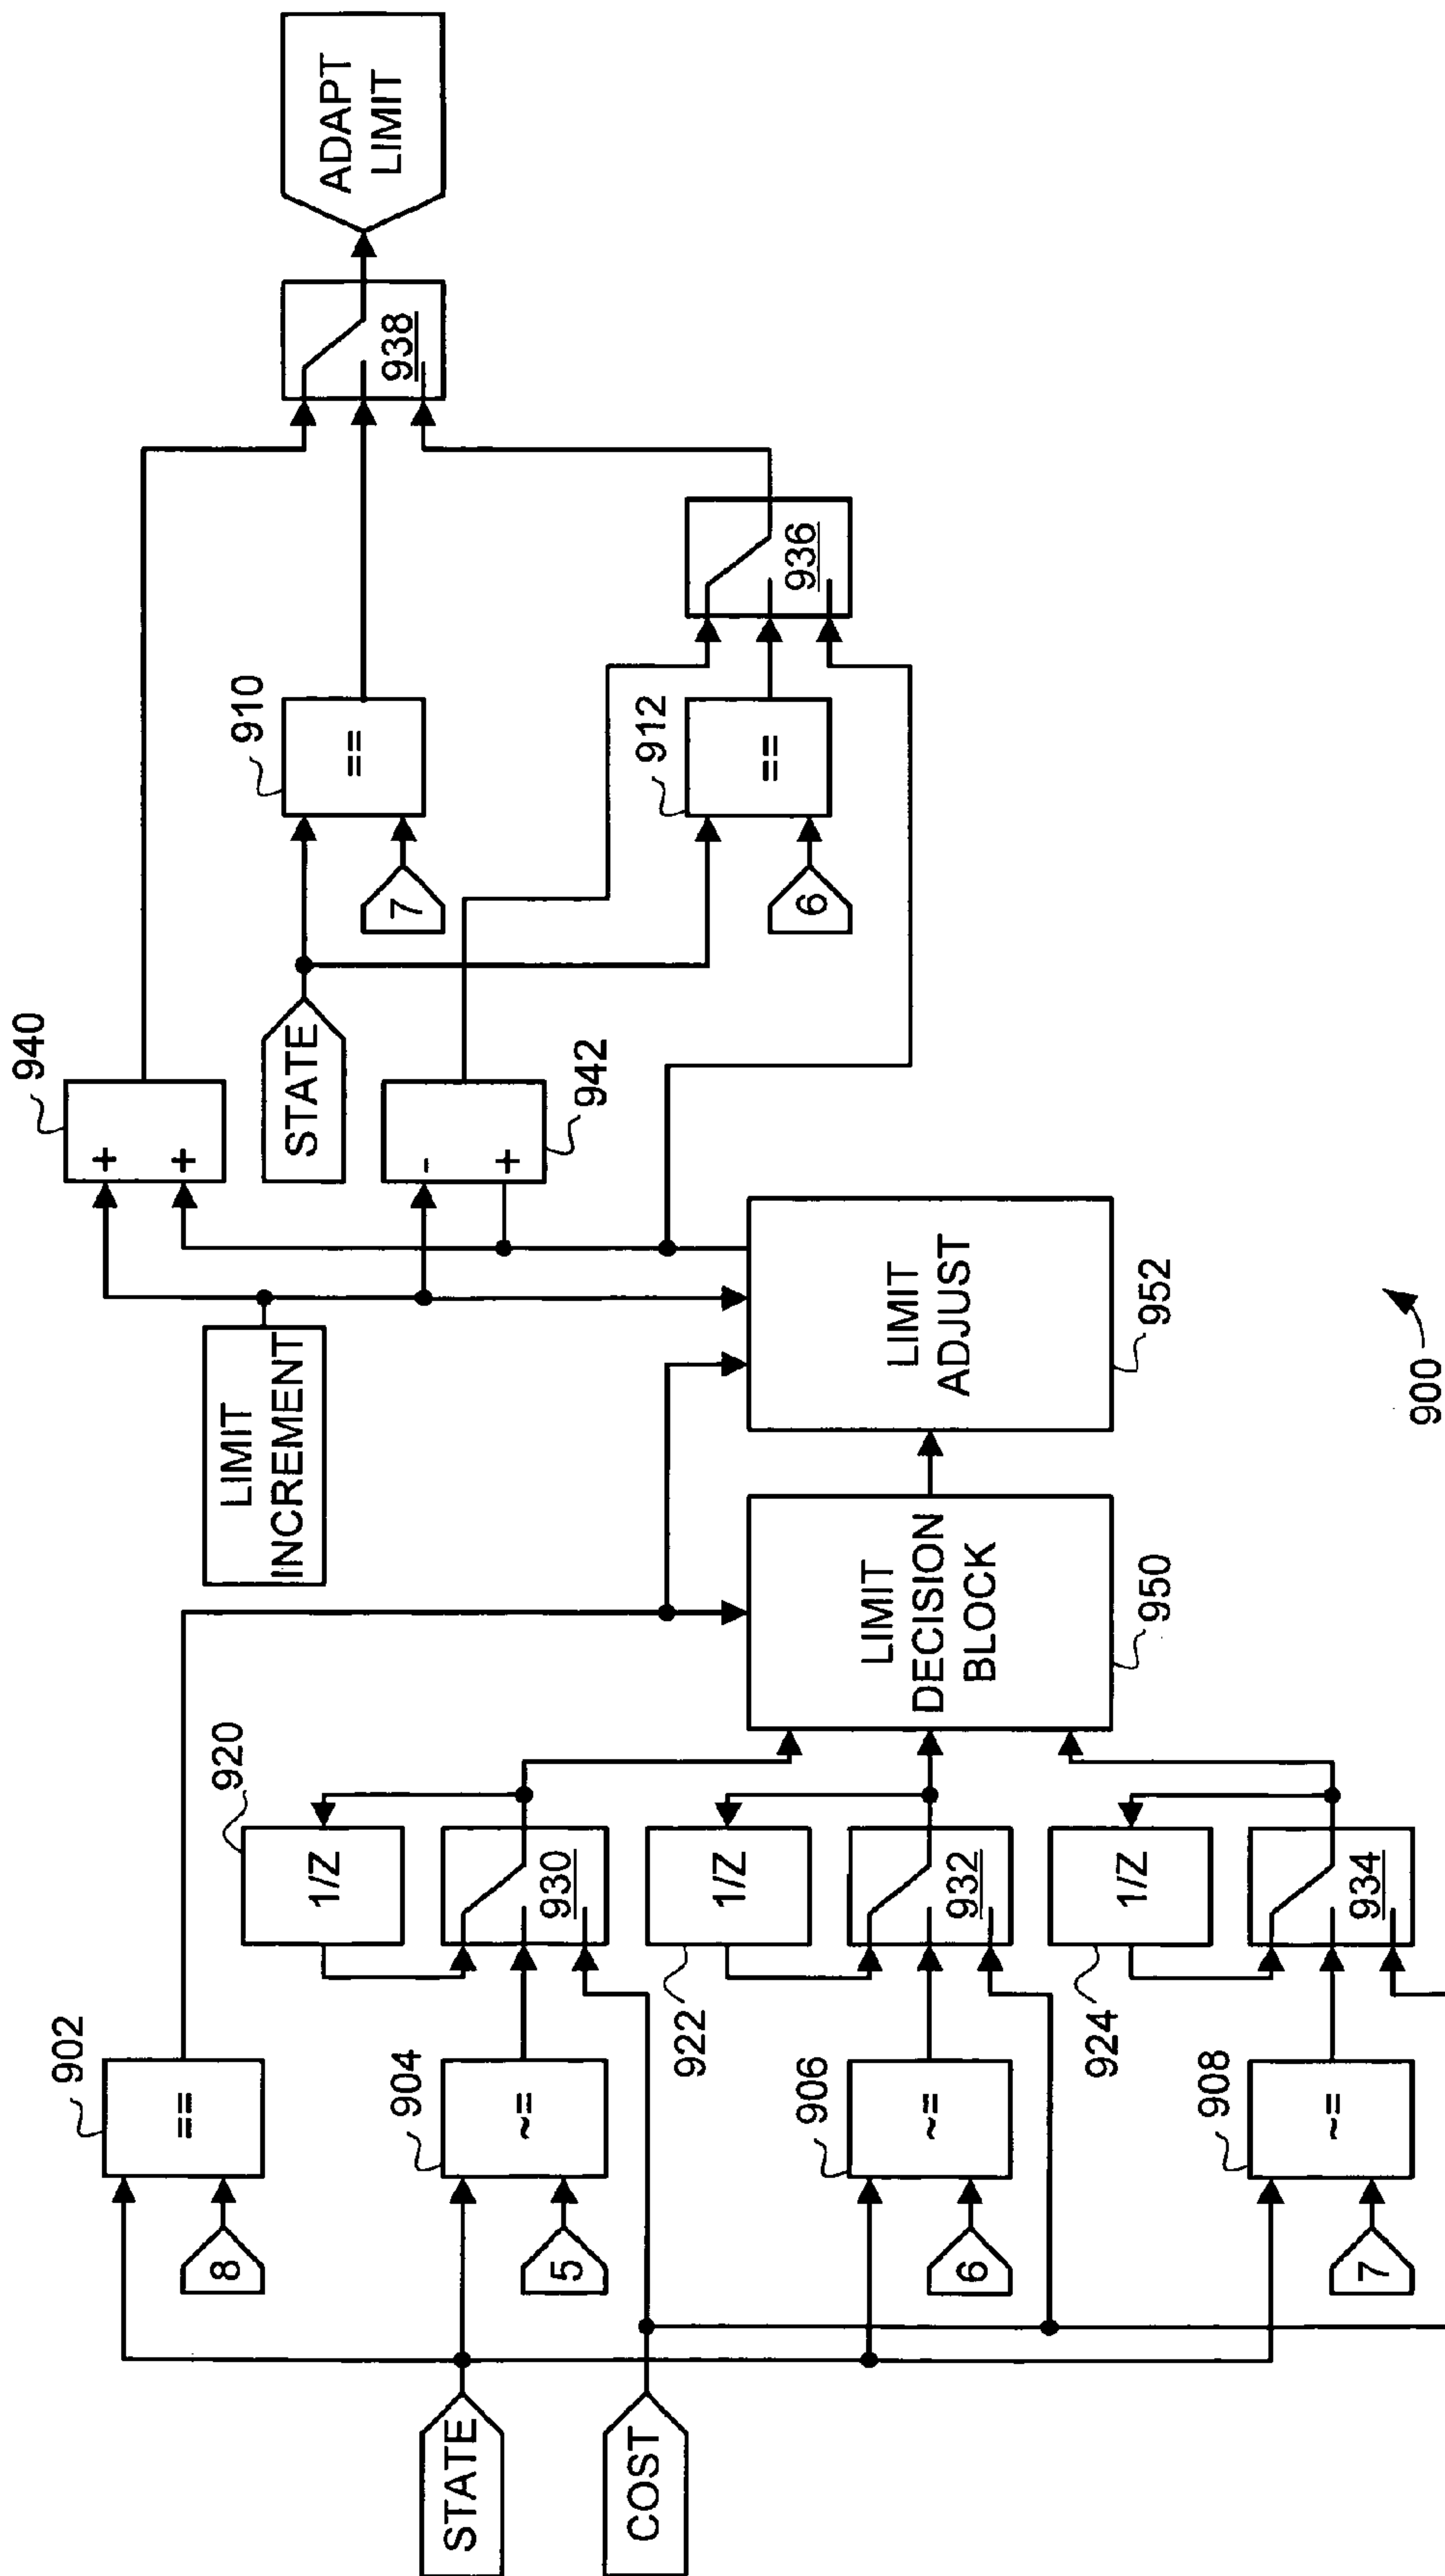 STATE
COST
8
902
==
5
904
~=
6
906
~=
7
908
~=
920
1/Z
930
922
1/Z
932
924
1/Z
934
LIMIT
INCREMENT
LIMIT
DECISION
BLOCK
950
LIMIT
ADJUST
952
940
+
+
STATE
942
-
+
7
910
==
6
912
==
936
938
ADAPT
LIMIT
900